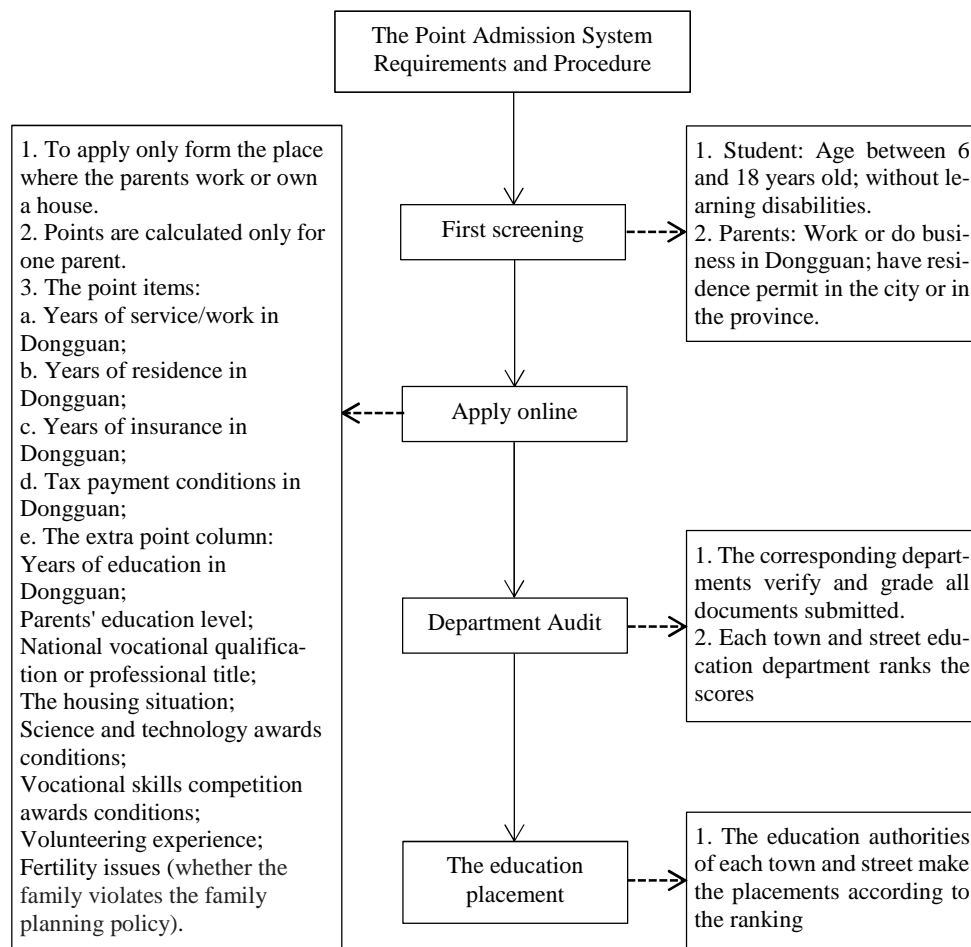 The Point Admission System
Requirements and Procedure
First screening
1. Student: Age between 6
and 18 years old; without le-
arning disabilities.
2. Parents: Work or do bus-
iness in Dongguan; have resi-
dence permit in the city or in
the province.
Apply online
1. To apply only form the place
where the parents work or own
a house.
2. Points are calculated only for
one parent.
3. The point items:
a. Years of service/work in
Dongguan;
b. Years of residence in
Dongguan;
c. Years of insurance in
Dongguan;
d. Tax payment conditions in
Dongguan;
e. The extra point column:
Years of education in
Dongguan;
Parents' education level;
National vocational qualifica-
tion or professional title;
The housing situation;
Science and technology awards
conditions;
Vocational skills competition
awards conditions;
Volunteering experience;
Fertility issues (whether the
family violates the family
planning policy).
Department Audit
1. The corresponding depart-
ments verify and grade all
documents submitted.
2. Each town and street edu-
cation department ranks the
scores
The education
placement
1. The education authorities
of each town and street make
the placements according to
the ranking